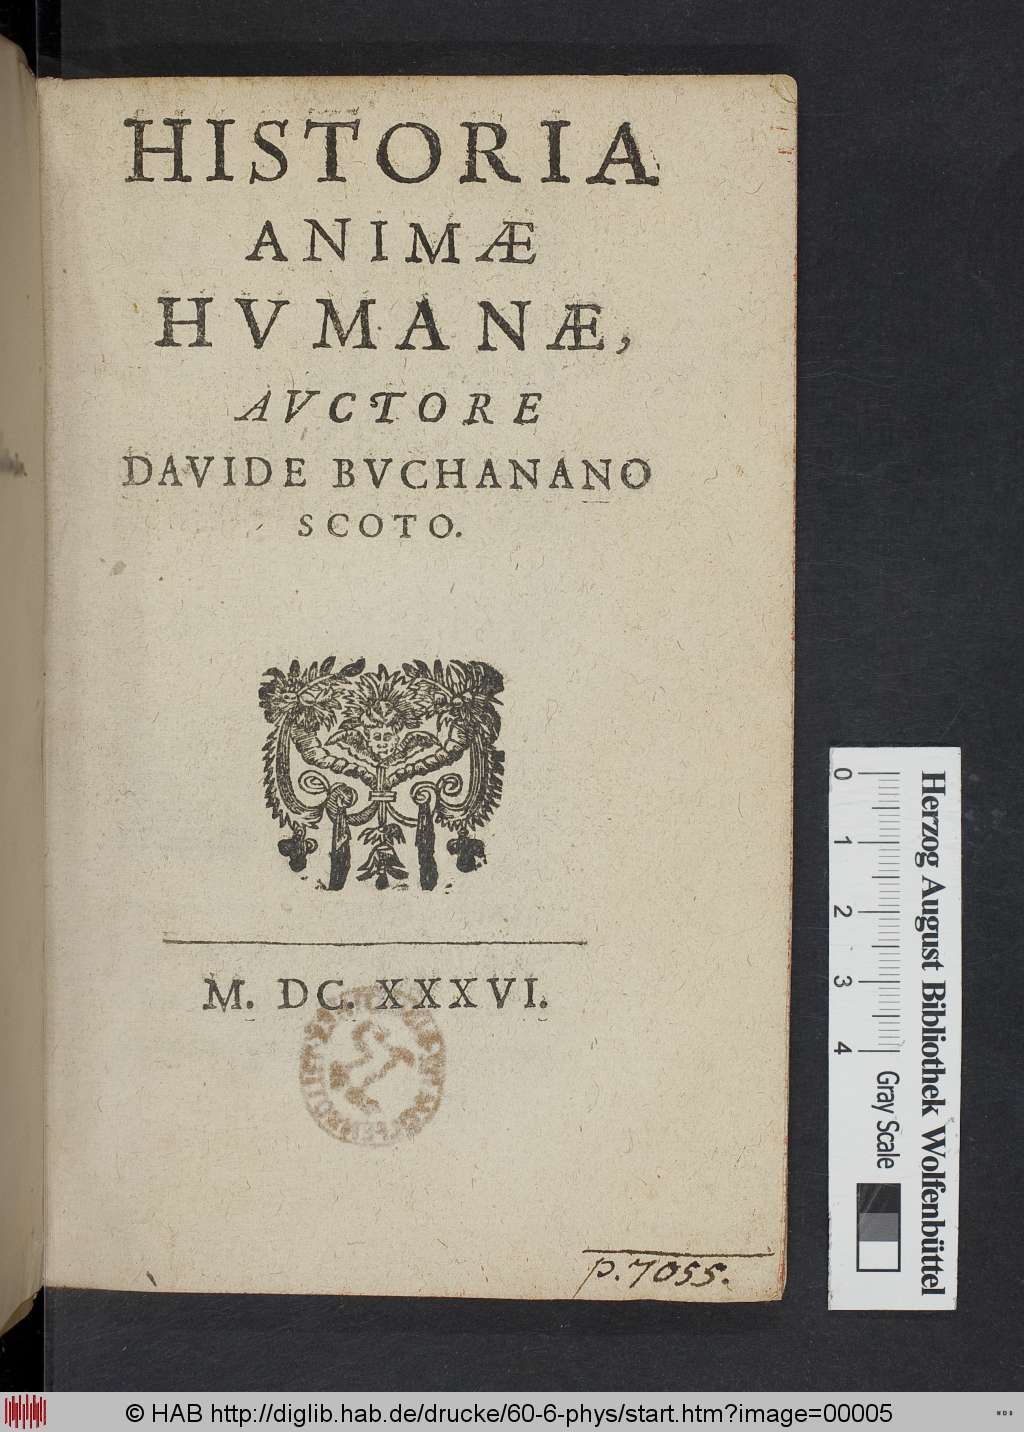 HISTORIA
ANIMÆ
HVMANÆ,
AVCTORE
DAVIDE BVCHANANO
SCOTO.
M. DC. XXXVI.
p. 7055.
0 1 2 3 4
Gray Scale
Herzog August Bibliothek Wolfenbüttel
© HAB http://diglib.hab.de/drucke/60-6-phys/start.htm?image=00005